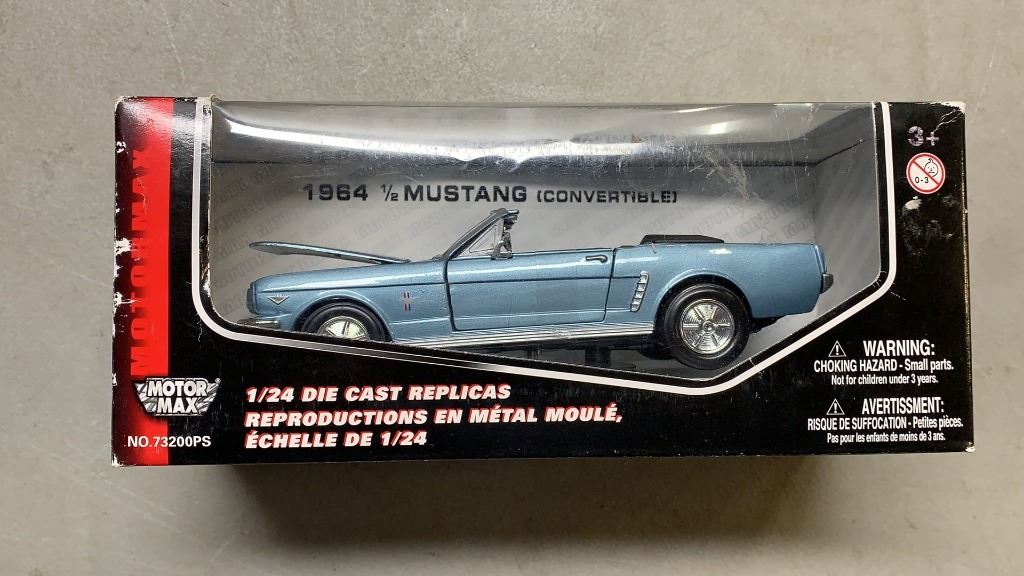 MOTOR MAX
3+
0-3
1964 ½ MUSTANG (CONVERTIBLE)
MOTOR
MAX
NO.73200PS
1/24 DIE CAST REPLICAS
REPRODUCTIONS EN MÉTAL MOULÉ,
ÉCHELLE DE 1/24
WARNING:
CHOKING HAZARD - Small parts.
Not for children under 3 years.
AVERTISSMENT:
RISQUE DE SUFFOCATION - Petites pièces.
Pas pour les enfants de moins de 3 ans.